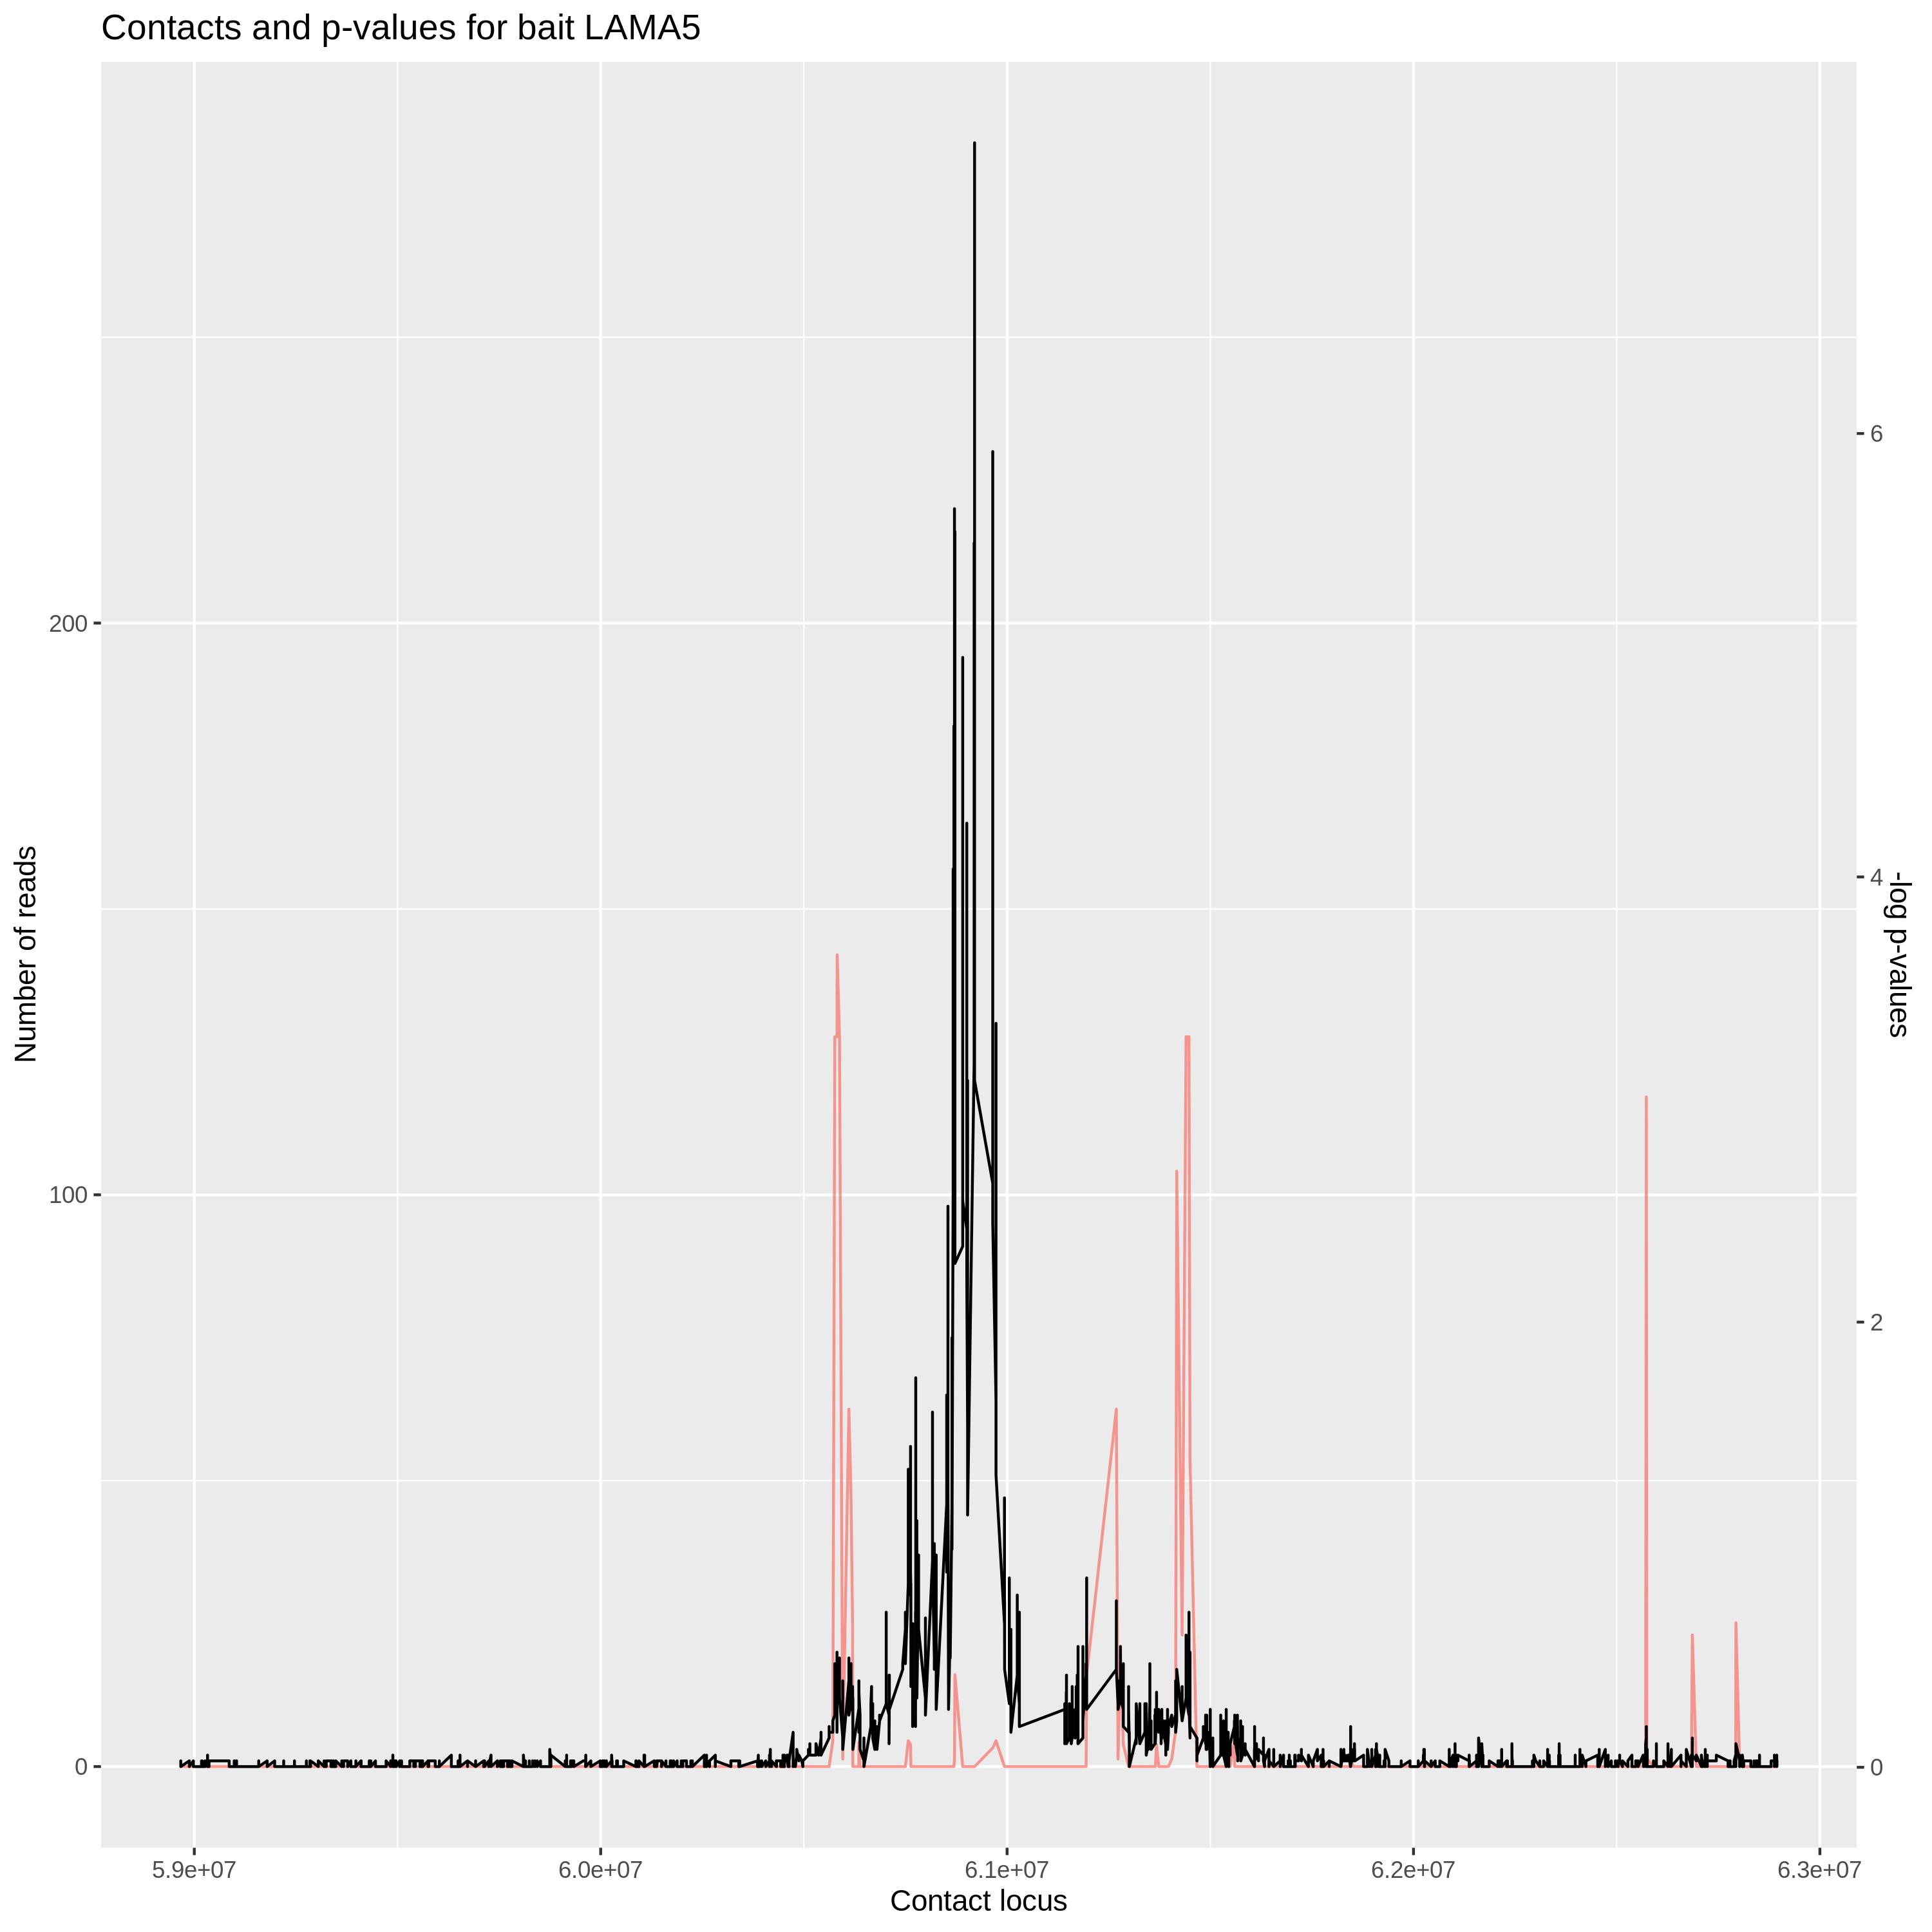 Contacts and p-values for bait LAMA5
Number of reads
200
100
0
6
4
2
0
-log p-values
5.9e+07
6.0e+07
6.1e+07
6.2e+07
6.3e+07
Contact locus